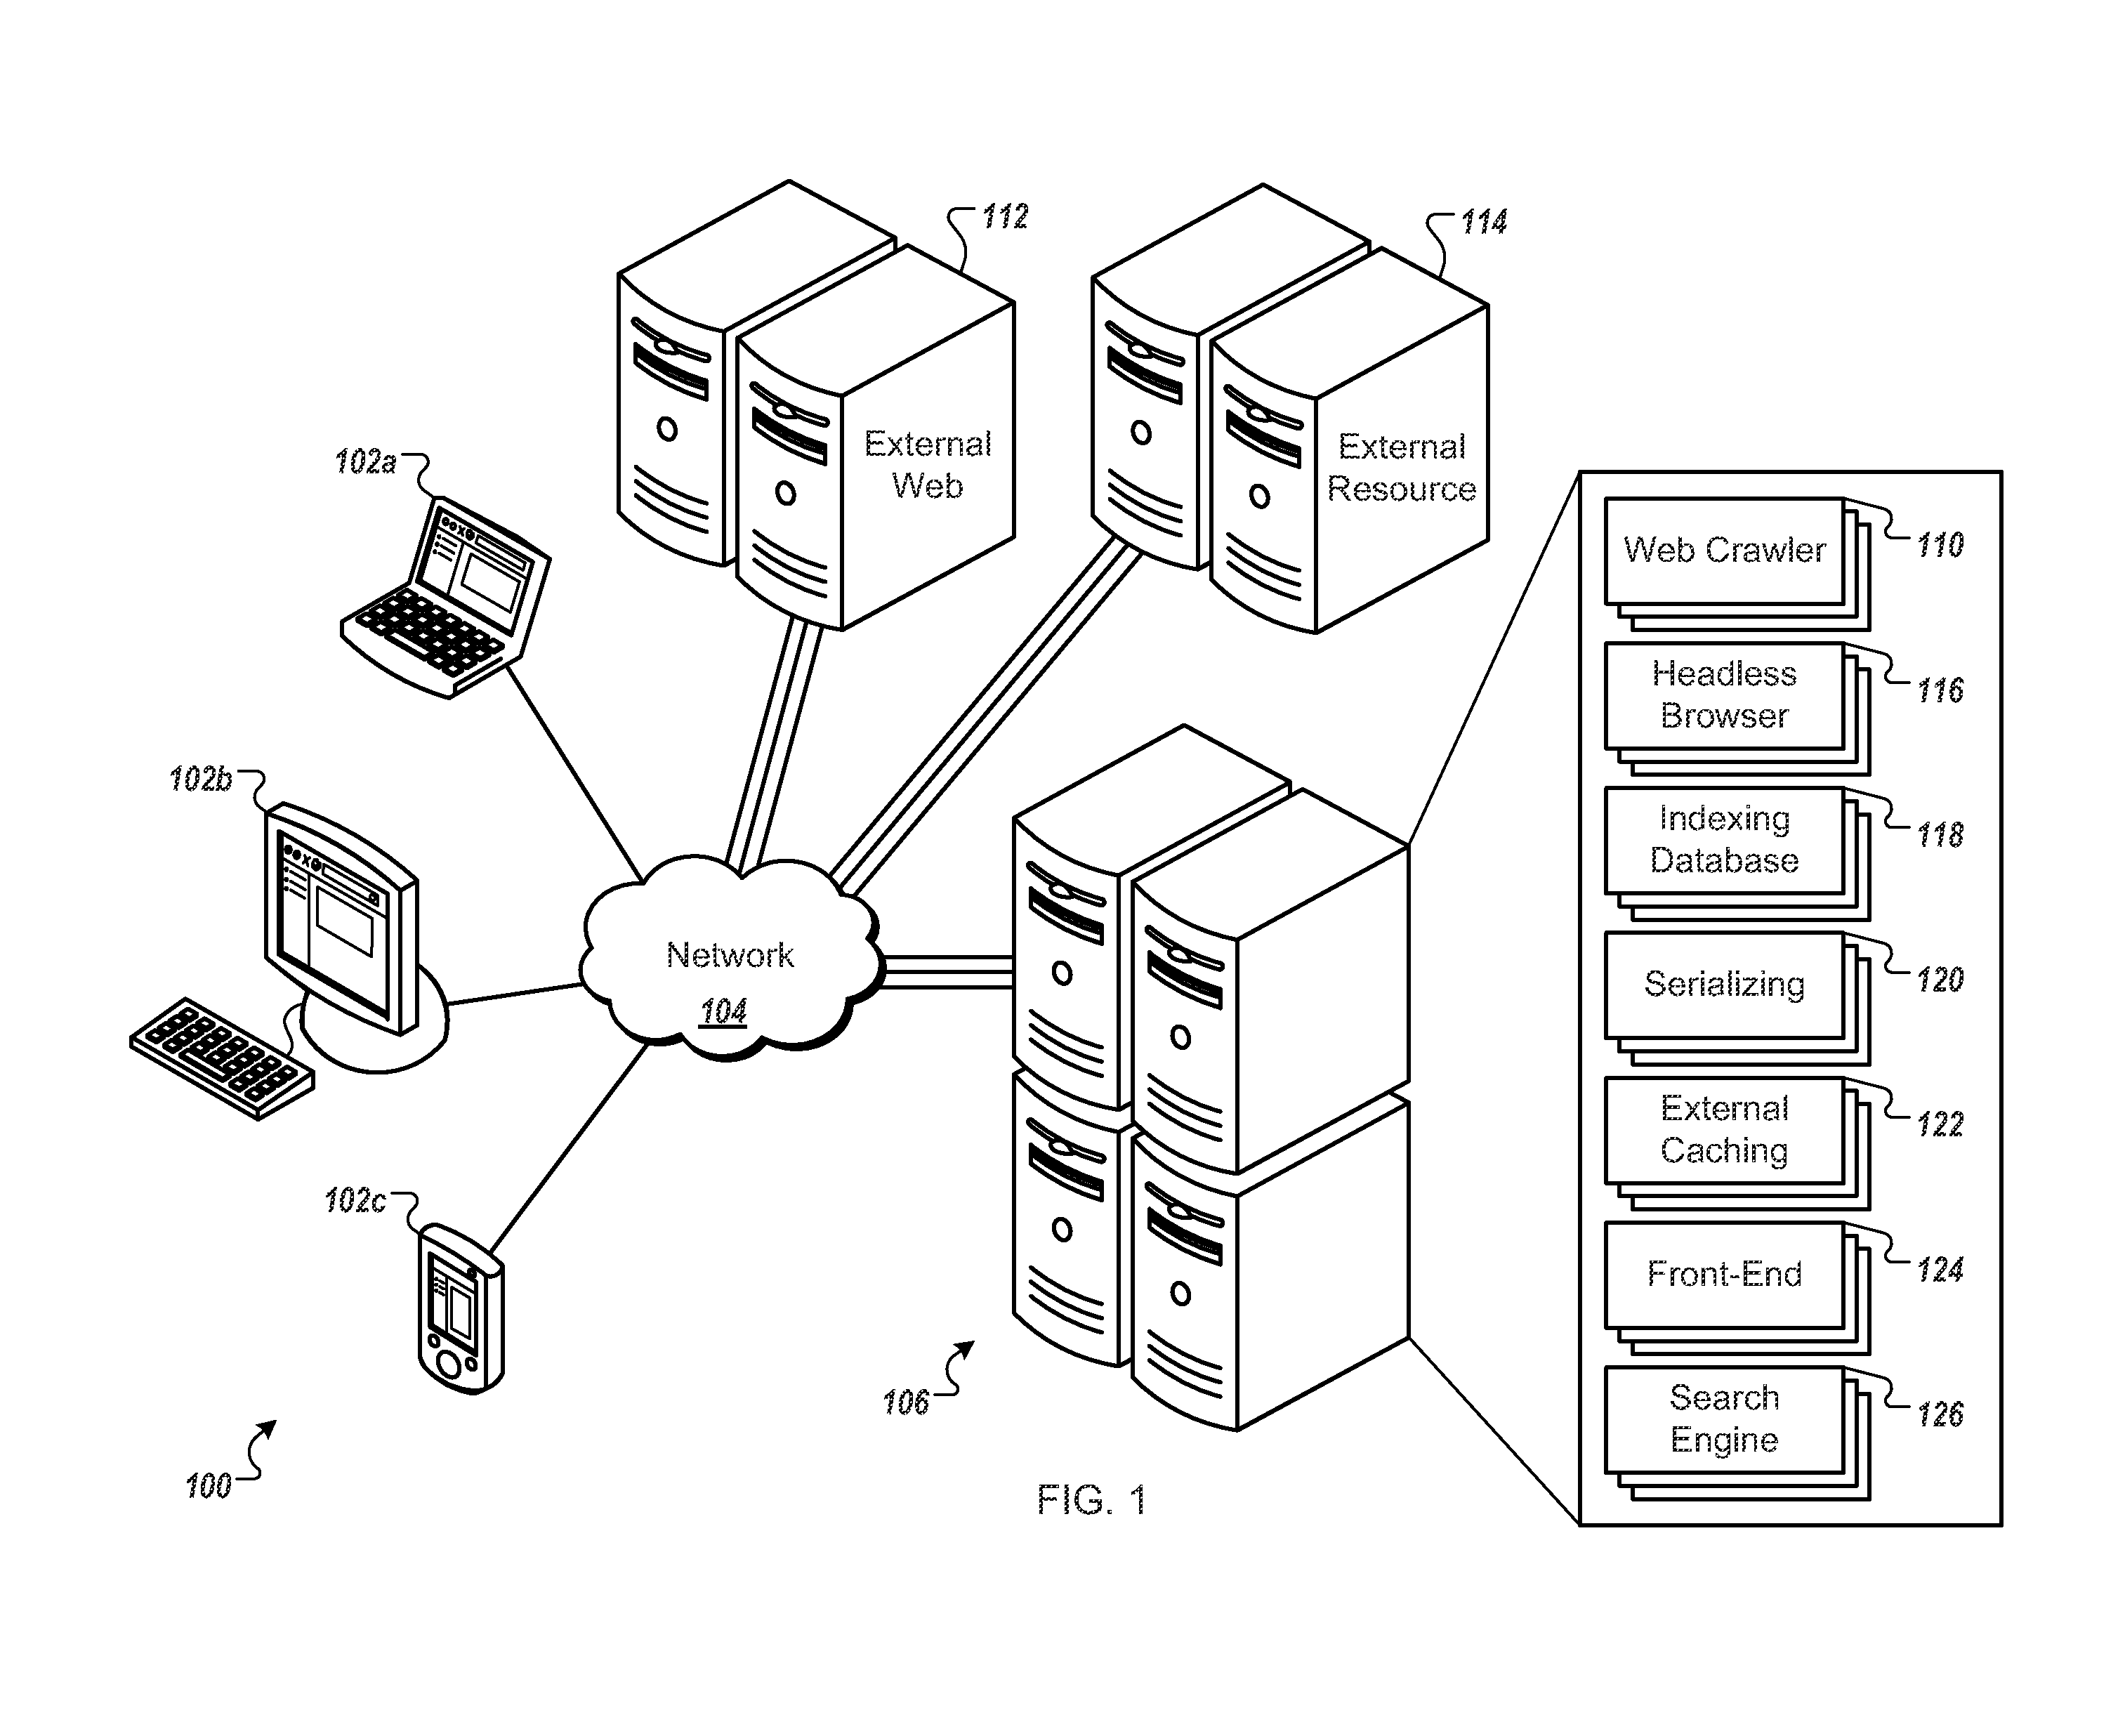 112
114
External
Web
External
Resource
102a
102b
Network
104
102c
106
100
Web Crawler
110
Headless
Browser
116
Indexing
Database
118
Serializing
120
External
Caching
122
Front-End
124
Search
Engine
126
FIG. 1